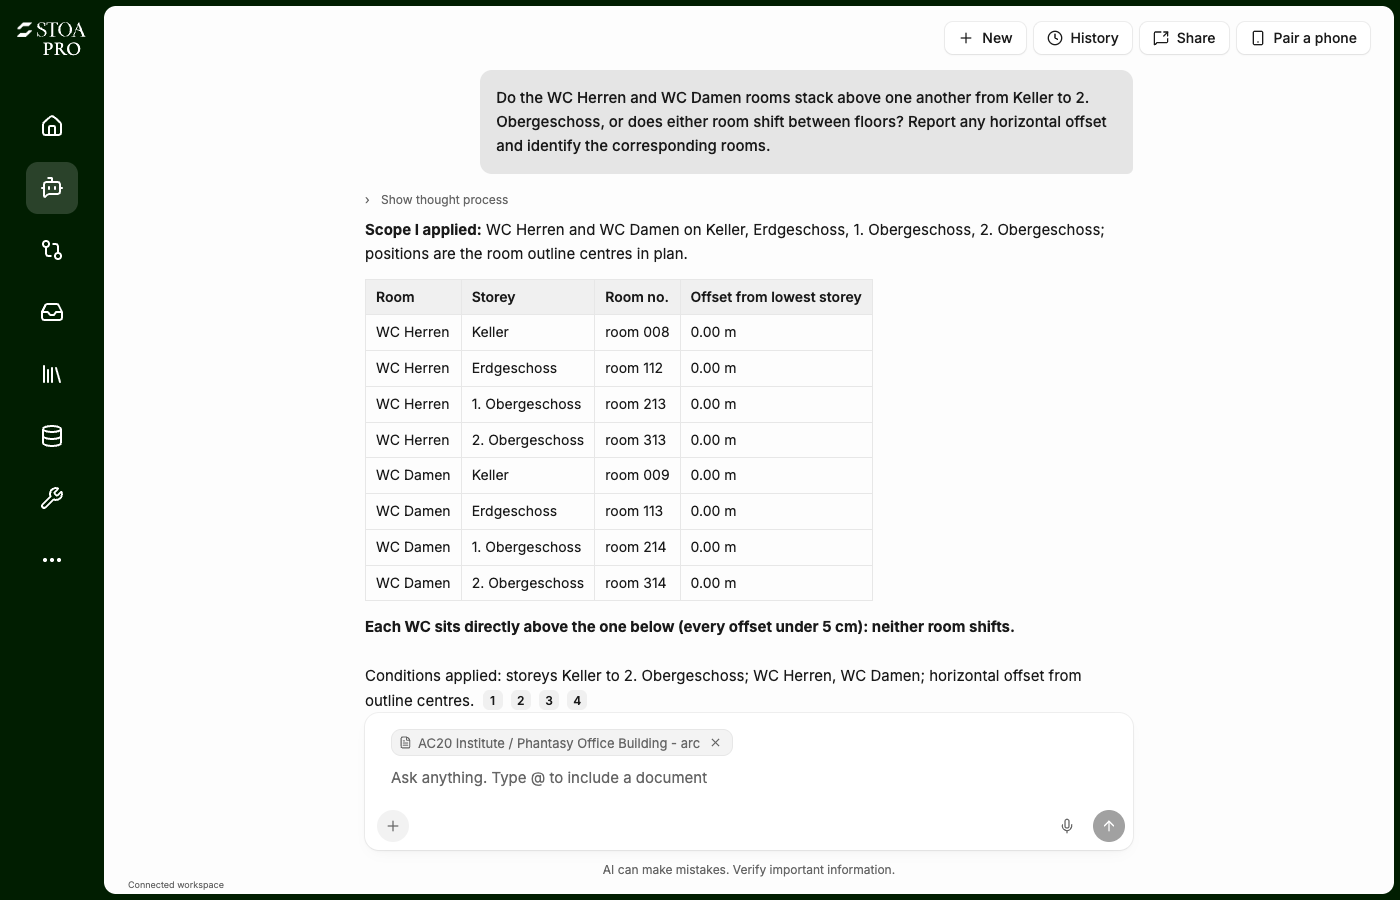 STOA
PRO
New
History
Share
Pair a phone
Do the WC Herren and WC Damen rooms stack above one another from Keller to 2.
Obergeschoss, or does either room shift between floors? Report any horizontal offset
and identify the corresponding rooms.
Show thought process
Scope I applied: WC Herren and WC Damen on Keller, Erdgeschoss, 1. Obergeschoss, 2. Obergeschoss;
positions are the room outline centres in plan.
Room Storey Room no. Offset from lowest storey
WC Herren Keller room 008 0.00 m
WC Herren Erdgeschoss room 112 0.00 m
WC Herren 1. Obergeschoss room 213 0.00 m
WC Herren 2. Obergeschoss room 313 0.00 m
WC Damen Keller room 009 0.00 m
WC Damen Erdgeschoss room 113 0.00 m
WC Damen 1. Obergeschoss room 214 0.00 m
WC Damen 2. Obergeschoss room 314 0.00 m
Each WC sits directly above the one below (every offset under 5 cm): neither room shifts.
Conditions applied: storeys Keller to 2. Obergeschoss; WC Herren, WC Damen; horizontal offset from
outline centres. 1 2 3 4
AC20 Institute / Phantasy Office Building - arc
Ask anything. Type @ to include a document
AI can make mistakes. Verify important information.
Connected workspace